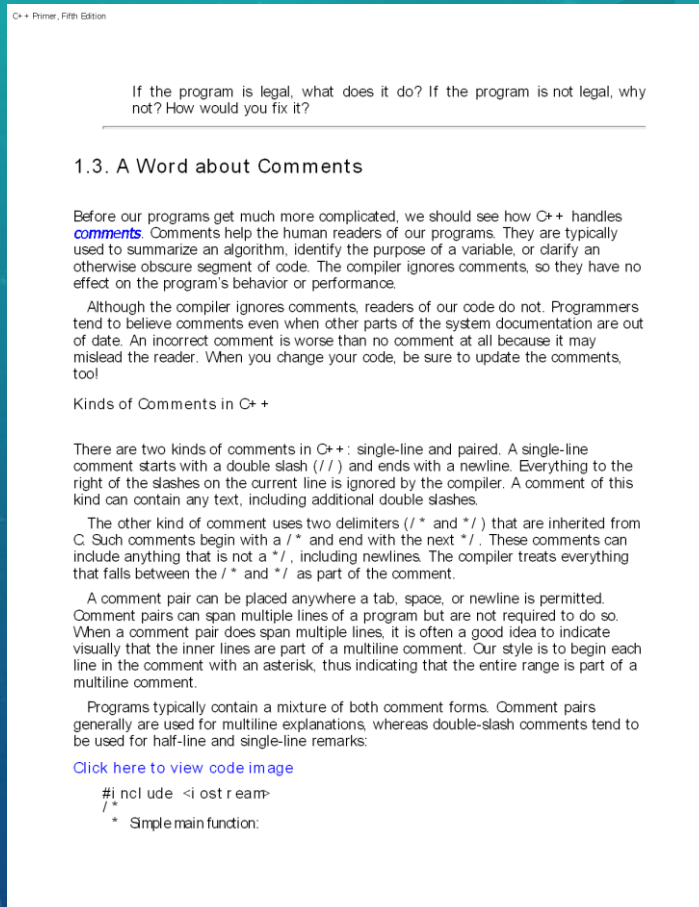 C++ Primer, Fifth Edition
If the program is legal, what does it do? If the program is not legal, why
not? How would you fix it?
1.3. A Word about Comments
Before our programs get much more complicated, we should see how C++ handles
comments. Comments help the human readers of our programs. They are typically
used to summarize an algorithm, identify the purpose of a variable, or clarify an
otherwise obscure segment of code. The compiler ignores comments, so they have no
effect on the program's behavior or performance.
Although the compiler ignores comments, readers of our code do not. Programmers
tend to believe comments even when other parts of the system documentation are out
of date. An incorrect comment is worse than no comment at all because it may
mislead the reader. When you change your code, be sure to update the comments,
too!
Kinds of Comments in C++
There are two kinds of comments in C++: single-line and paired. A single-line
comment starts with a double slash (//) and ends with a newline. Everything to the
right of the slashes on the current line is ignored by the compiler. A comment of this
kind can contain any text, including additional double slashes.
The other kind of comment uses two delimiters (/* and */) that are inherited from
C. Such comments begin with a /* and end with the next */. These comments can
include anything that is not a */, including newlines. The compiler treats everything
that falls between the /* and */ as part of the comment.
A comment pair can be placed anywhere a tab, space, or newline is permitted.
Comment pairs can span multiple lines of a program but are not required to do so.
When a comment pair does span multiple lines, it is often a good idea to indicate
visually that the inner lines are part of a multiline comment. Our style is to begin each
line in the comment with an asterisk, thus indicating that the entire range is part of a
multiline comment.
Programs typically contain a mixture of both comment forms. Comment pairs
generally are used for multiline explanations, whereas double-slash comments tend to
be used for half-line and single-line remarks:
Click here to view code image
#include <iostream>
/*
* Simple main function: